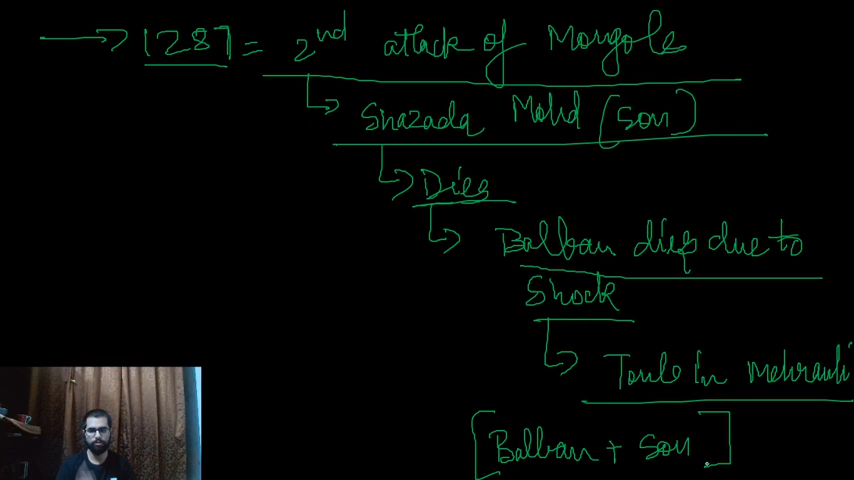 1287 = 2nd attack of Mongols
Shazada Mohd (son)
Dies
Balban dies due to
Shock
Tomb in Mehrauli
[Balban + Son]